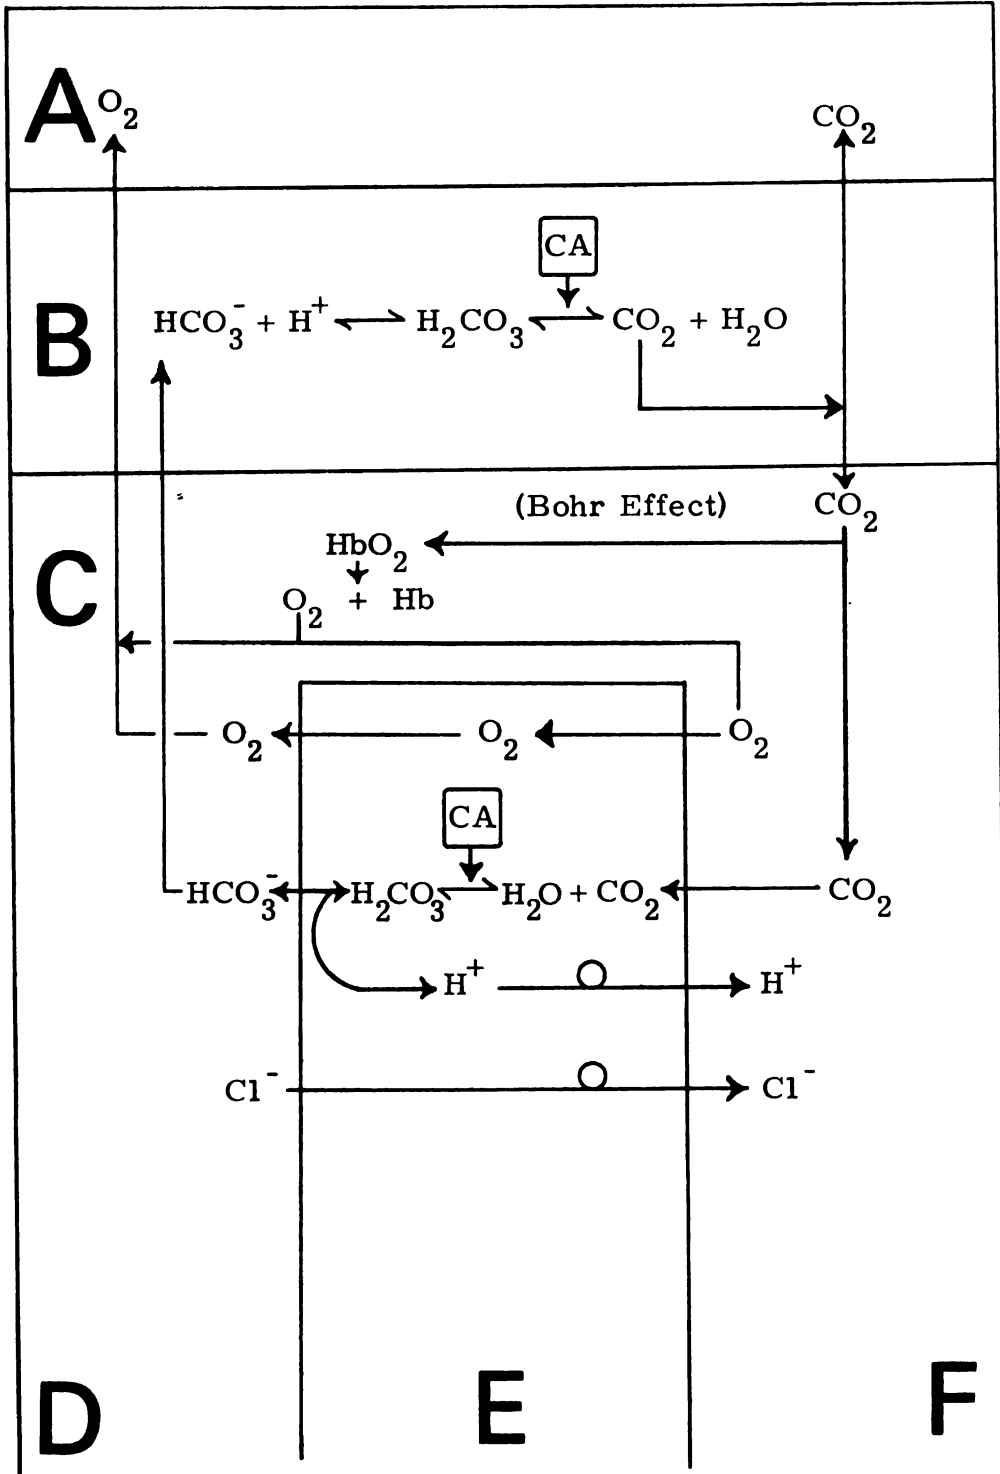 A O₂ CO₂
CA
B HCO₃⁻ + H⁺ H₂CO₃ CO₂ + H₂O
(Bohr Effect) CO₂
HbO₂
C O₂ + Hb
O₂ O₂ O₂
CA
HCO₃⁻ H₂CO₃ H₂O + CO₂ CO₂
H⁺ H⁺
Cl⁻ Cl⁻
D E F